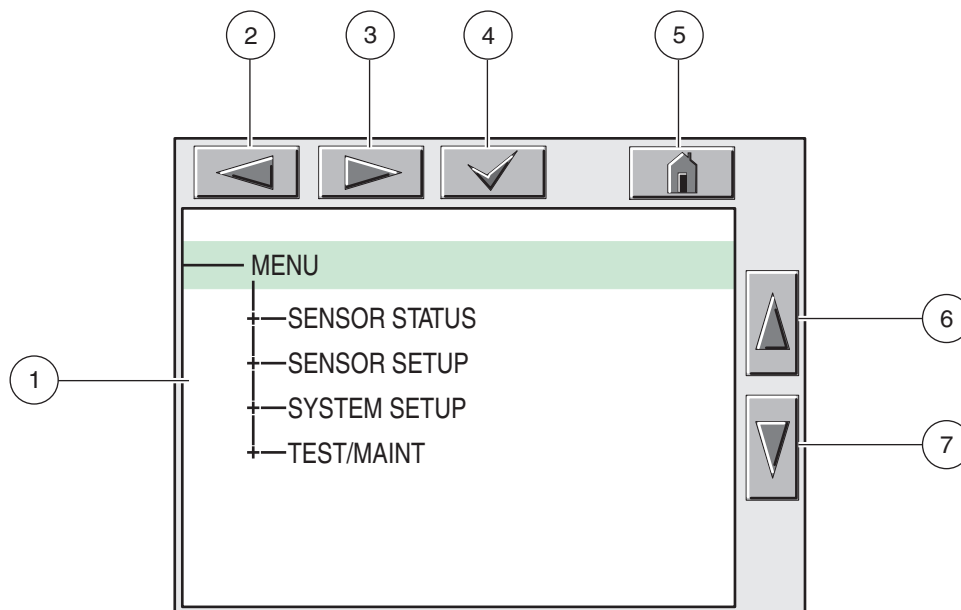 2 3 4 5
MENU
SENSOR STATUS
6
SENSOR SETUP
1
SYSTEM SETUP
7
TEST/MAINT